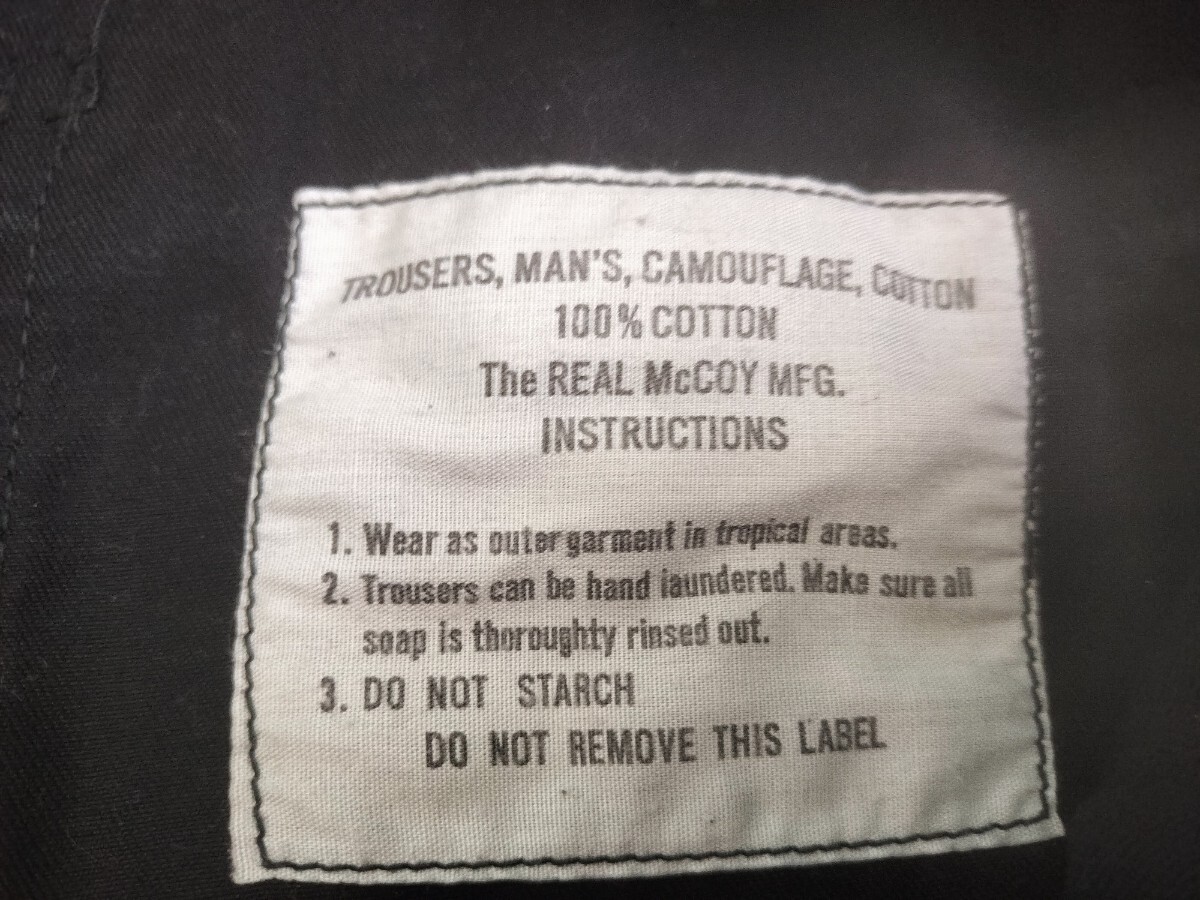 TROUSERS, MAN'S, CAMOUFLAGE, COTTON
100% COTTON
The REAL McCOY MFG.
INSTRUCTIONS
1. Wear as outer garment in tropical areas.
2. Trousers can be hand laundered. Make sure all
soap is thoroughty rinsed out.
3. DO NOT STARCH
DO NOT REMOVE THIS LABEL